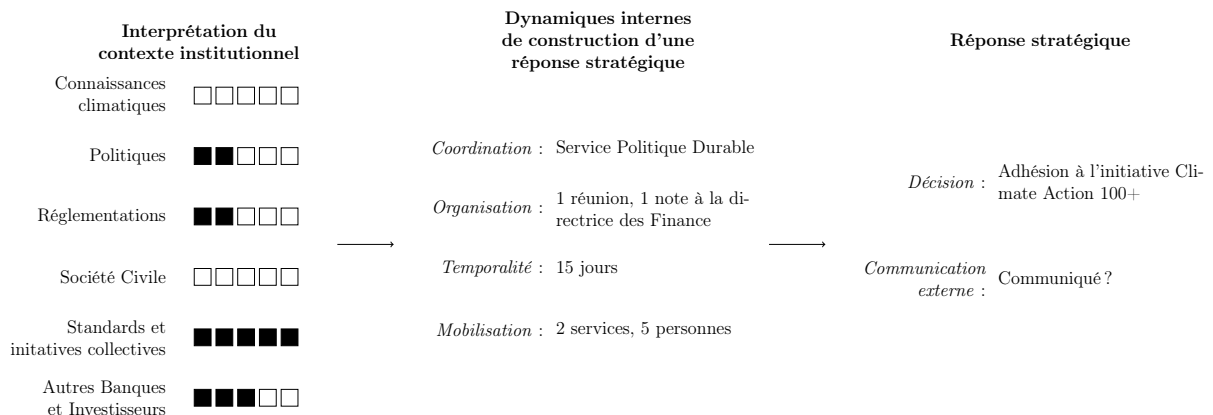 Interprétation du
contexte institutionnel
Connaissances
climatiques
Politiques
Réglementations
Société Civile
Standards et
initatives collectives
Autres Banques
et Investisseurs
Dynamiques internes
de construction d'une
réponse stratégique
Coordination : Service Politique Durable
Organisation : 1 réunion, 1 note à la di-
rectrice des Finance
Temporalité : 15 jours
Mobilisation : 2 services, 5 personnes
Réponse stratégique
Décision : Adhésion à l'initiative Cli-
mate Action 100+
Communication
externe : Communiqué ?